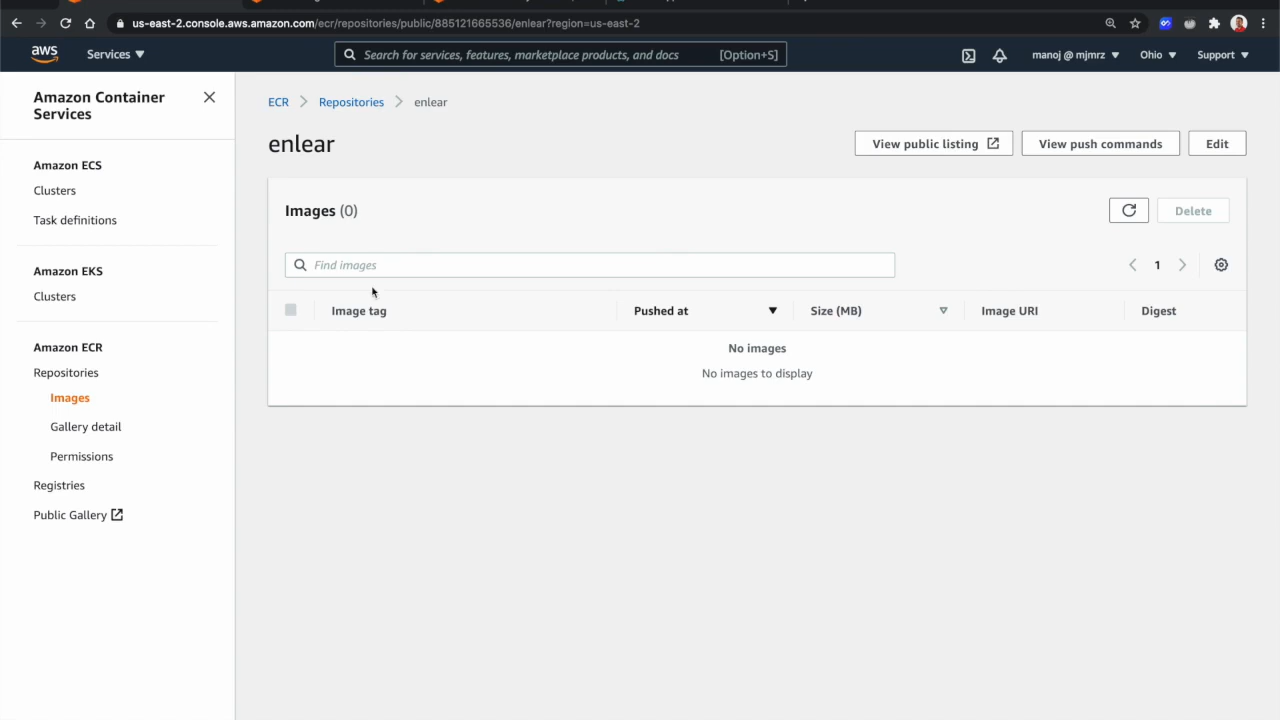 us-east-2.console.aws.amazon.com/ecr/repositories/public/885121665536/enlear?region=us-east-2
aws
Services
Search for services, features, marketplace products, and docs [Option+S]
manoj @ mjmrz
Ohio
Support
Amazon Container Services
Amazon ECS
Clusters
Task definitions
Amazon EKS
Clusters
Amazon ECR
Repositories
Images
Gallery detail
Permissions
Registries
Public Gallery
ECR > Repositories > enlear
enlear
View public listing
View push commands
Edit
Images (0)
Delete
Find images
1
Image tag
Pushed at
Size (MB)
Image URI
Digest
No images
No images to display